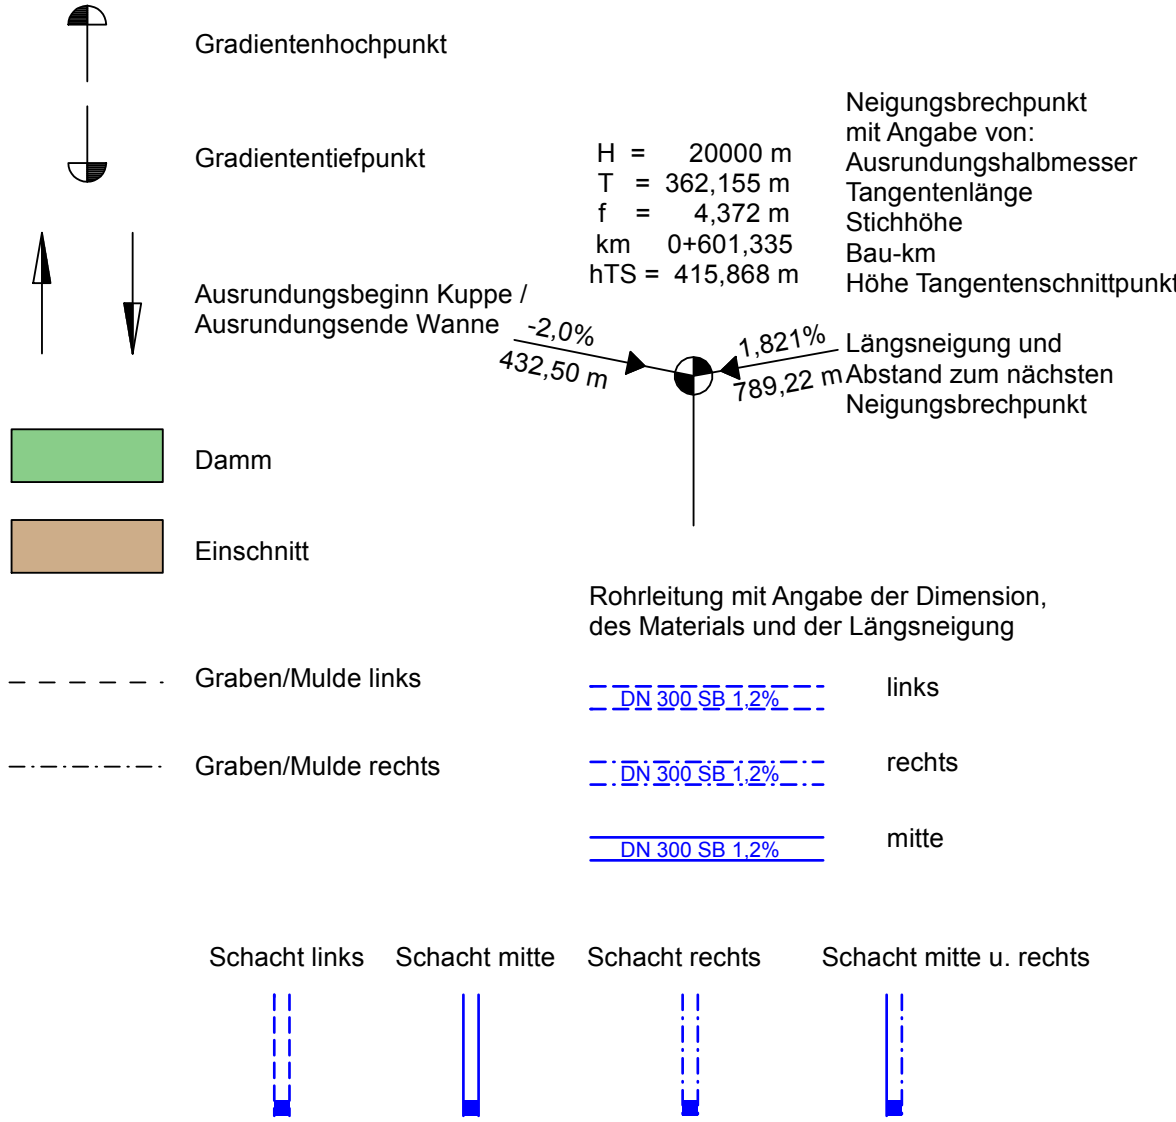 Gradientenhochpunkt
Gradiententiefpunkt
Ausrundungsbeginn Kuppe /
Ausrundungsende Wanne
Damm
Einschnitt
Graben/Mulde links
Graben/Mulde rechts
H = 20000 m
T = 362,155 m
f = 4,372 m
km 0+601,335
hTS = 415,868 m
Neigungsbrechpunkt
mit Angabe von:
Ausrundungshalbmesser
Tangentenlänge
Stichhöhe
Bau-km
Höhe Tangentenschnittpunkt
-2,0%
432,50 m
1,821%
789,22 m
Längsneigung und
Abstand zum nächsten
Neigungsbrechpunkt
Rohrleitung mit Angabe der Dimension,
des Materials und der Längsneigung
DN 300 SB 1,2%
links
DN 300 SB 1,2%
rechts
DN 300 SB 1,2%
mitte
Schacht links
Schacht mitte
Schacht rechts
Schacht mitte u. rechts